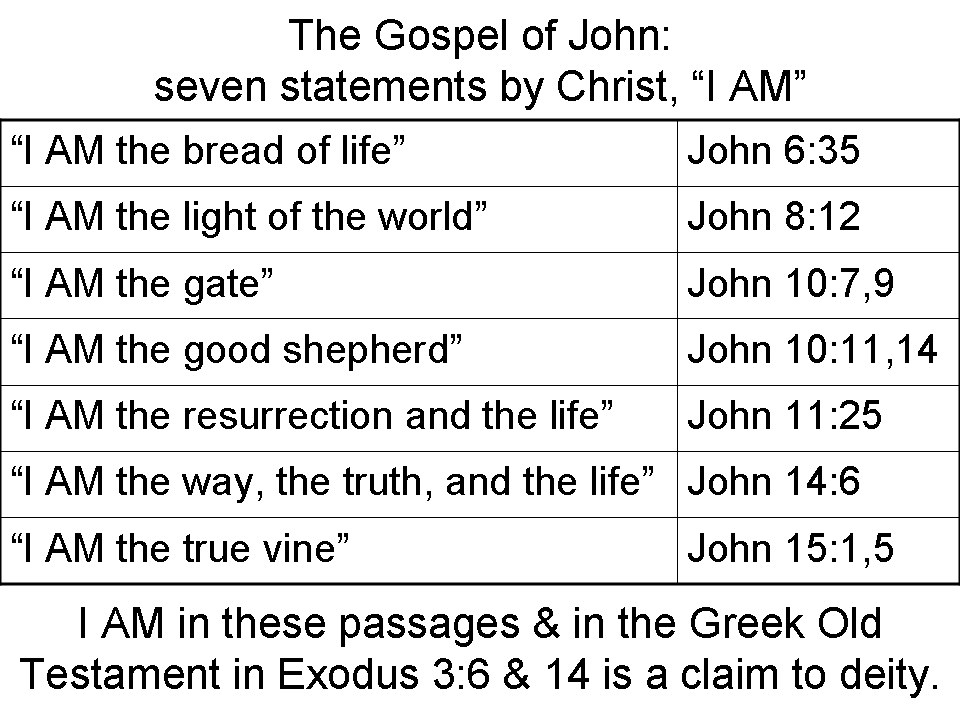 The Gospel of John:
seven statements by Christ, “I AM”
“I AM the bread of life” John 6:35
“I AM the light of the world” John 8:12
“I AM the gate” John 10:7,9
“I AM the good shepherd” John 10:11,14
“I AM the resurrection and the life” John 11:25
“I AM the way, the truth, and the life” John 14:6
“I AM the true vine” John 15:1,5
I AM in these passages & in the Greek Old
Testament in Exodus 3:6 & 14 is a claim to deity.